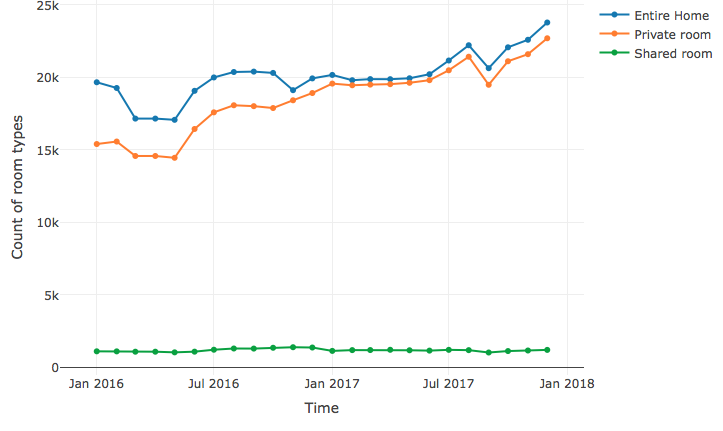 25k
20k
15k
10k
5k
0
Count of room types
Jan 2016
Jul 2016
Jan 2017
Jul 2017
Jan 2018
Time
Entire Home
Private room
Shared room